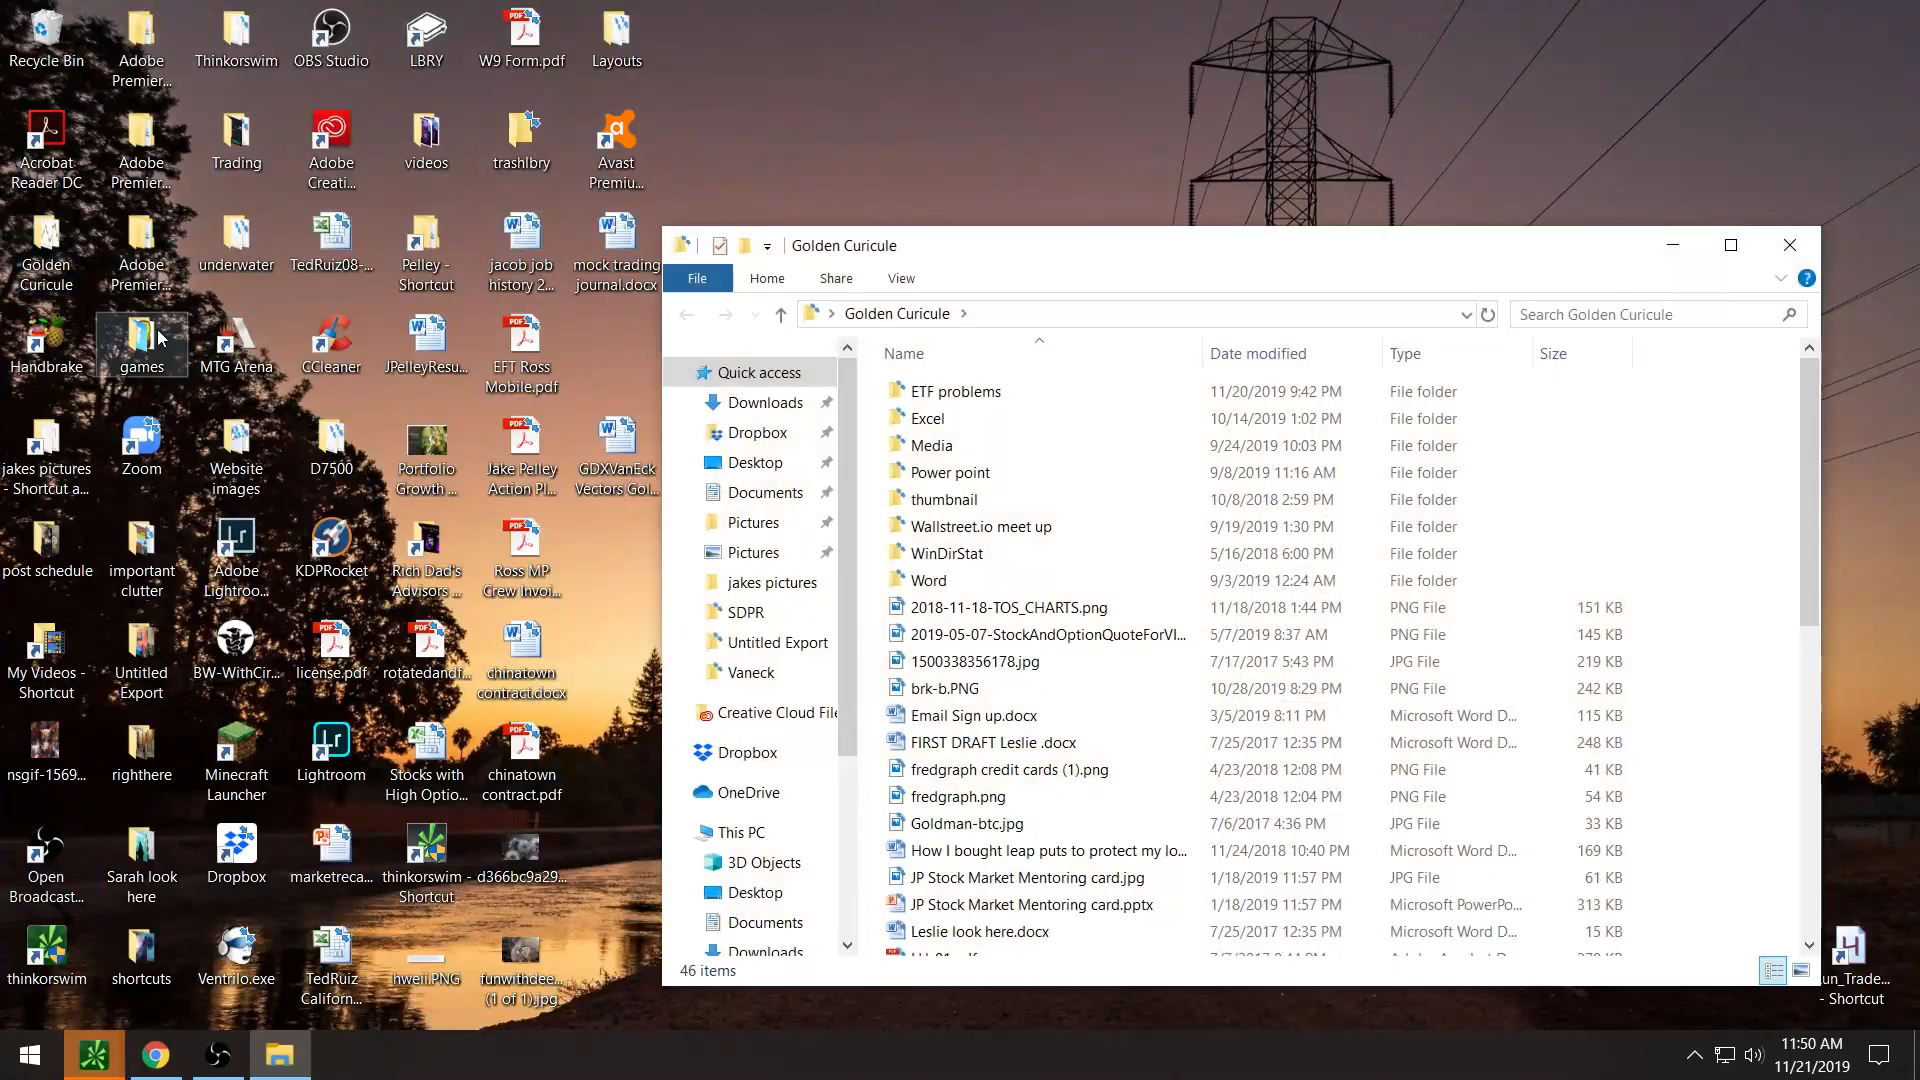 Recycle Bin
Adobe
Premier...
Thinkorswim
OBS Studio
LBRY
W9 Form.pdf
Layouts
Acrobat
Reader DC
Adobe
Premier...
Trading
Adobe
Creati...
videos
trashlbry
Avast
Premiu...
Golden
Curicule
Adobe
Premier...
underwater
TedRuiz08-...
Pelley -
Shortcut
jacob job
history 2...
mock trading
journal.docx
Handbrake
games
MTG Arena
CCleaner
JPelleyResu...
EFT Ross
Mobile.pdf
jakes pictures
- Shortcut a...
Zoom
Website
images
D7500
Portfolio
Growth ...
Jake Pelley
Action Pl...
GDXVanEck
Vectors Gol...
post schedule
important
clutter
Adobe
Lightroo...
KDPRocket
Rich Dad's
Advisors ...
Ross MP
Crew Invoi...
My Videos -
Shortcut
Untitled
Export
BW-WithCir...
license.pdf
rotatedandf...
chinatown
contract.docx
nsgif-1569...
righthere
Minecraft
Launcher
Lightroom
Stocks with
High Optio...
chinatown
contract.pdf
Open
Broadcast...
Sarah look
here
Dropbox
marketreca...
thinkorswim -
Shortcut
d366bc9a29...
thinkorswim
shortcuts
Ventrilo.exe
TedRuiz
Californ...
hweii.PNG
funwithdee...
(1 of 1).jpg
Golden Curicule
File
Home
Share
View
Golden Curicule
Search Golden Curicule
Quick access
Downloads
Dropbox
Desktop
Documents
Pictures
Pictures
jakes pictures
SDPR
Untitled Export
Vaneck
Creative Cloud File
Dropbox
OneDrive
This PC
3D Objects
Desktop
Documents
Downloads
Name Date modified Type Size
ETF problems 11/20/2019 9:42 PM File folder
Excel 10/14/2019 1:02 PM File folder
Media 9/24/2019 10:03 PM File folder
Power point 9/8/2019 11:16 AM File folder
thumbnail 10/8/2018 2:59 PM File folder
Wallstreet.io meet up 9/19/2019 1:30 PM File folder
WinDirStat 5/16/2018 6:00 PM File folder
Word 9/3/2019 12:24 AM File folder
2018-11-18-TOS_CHARTS.png 11/18/2018 1:44 PM PNG File 151 KB
2019-05-07-StockAndOptionQuoteForVI... 5/7/2019 8:37 AM PNG File 145 KB
1500338356178.jpg 7/17/2017 5:43 PM JPG File 219 KB
brk-b.PNG 10/28/2019 8:29 PM PNG File 242 KB
Email Sign up.docx 3/5/2019 8:11 PM Microsoft Word D... 115 KB
FIRST DRAFT Leslie .docx 7/25/2017 12:35 PM Microsoft Word D... 248 KB
fredgraph credit cards (1).png 4/23/2018 12:08 PM PNG File 41 KB
fredgraph.png 4/23/2018 12:04 PM PNG File 54 KB
Goldman-btc.jpg 7/6/2017 4:36 PM JPG File 33 KB
How I bought leap puts to protect my lo... 11/24/2018 10:40 PM Microsoft Word D... 169 KB
JP Stock Market Mentoring card.jpg 1/18/2019 11:57 PM JPG File 61 KB
JP Stock Market Mentoring card.pptx 1/18/2019 11:57 PM Microsoft PowerPo... 313 KB
Leslie look here.docx 7/25/2017 12:35 PM Microsoft Word D... 15 KB
46 items
un_Trade...
- Shortcut
11:50 AM
11/21/2019